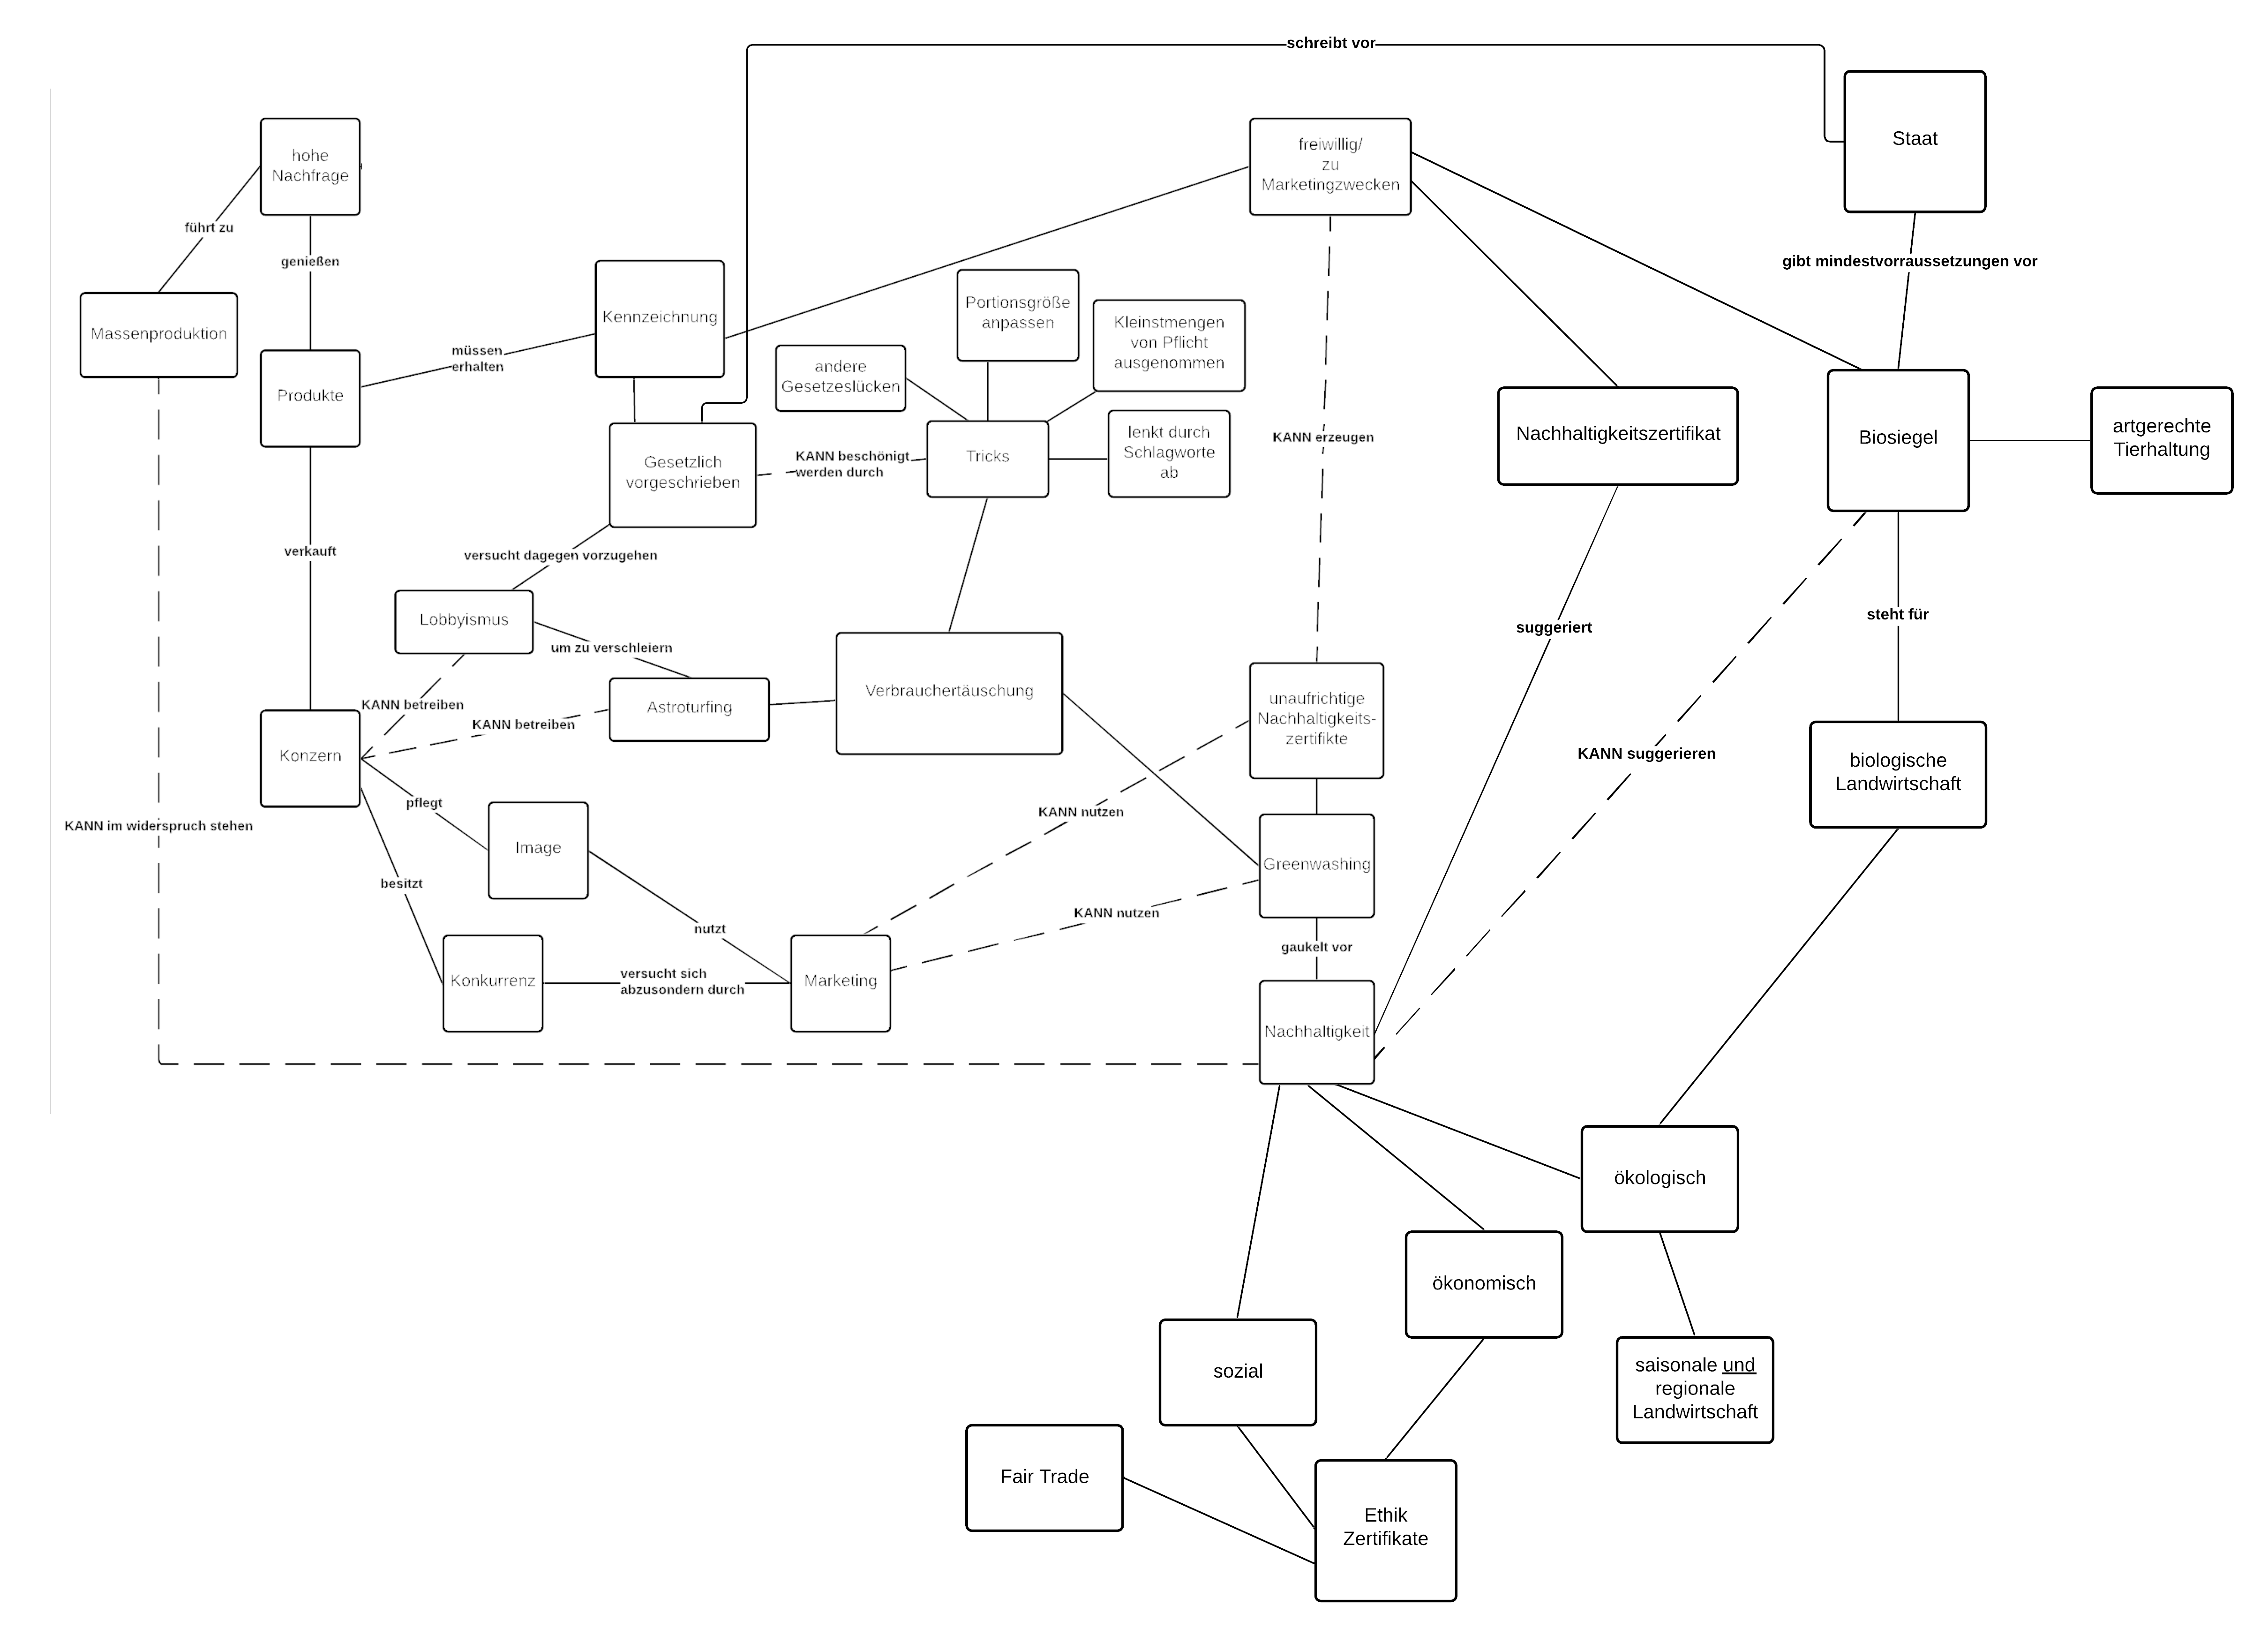 schreibt vor
Staat
hohe
Nachfrage
freiwillig/
zu
Marketingzwecken
führt zu
genießen
gibt mindestvorraussetzungen vor
Massenproduktion
Kennzeichnung
Portionsgröße
anpassen
Kleinstmengen
von Pflicht
ausgenommen
müssen
erhalten
andere
Gesetzeslücken
Produkte
KANN erzeugen
Nachhaltigkeitszertifikat
Biosiegel
artgerechte
Tierhaltung
Gesetzlich
vorgeschrieben
KANN beschönigt
werden durch
Tricks
lenkt durch
Schlagworte
ab
verkauft
versucht dagegen vorzugehen
Lobbyismus
um zu verschleiern
suggeriert
steht für
KANN betreiben
KANN betreiben
Astroturfing
Verbrauchertäuschung
unaufrichtige
Nachhaltigkeits-
zertifikte
Konzern
KANN suggerieren
biologische
Landwirtschaft
pflegt
KANN nutzen
KANN im widerspruch stehen
Image
Greenwashing
besitzt
nutzt
KANN nutzen
gaukelt vor
Konkurrenz
versucht sich
abzusondern durch
Marketing
Nachhaltigkeit
ökologisch
ökonomisch
sozial
saisonale und
regionale
Landwirtschaft
Fair Trade
Ethik
Zertifikate